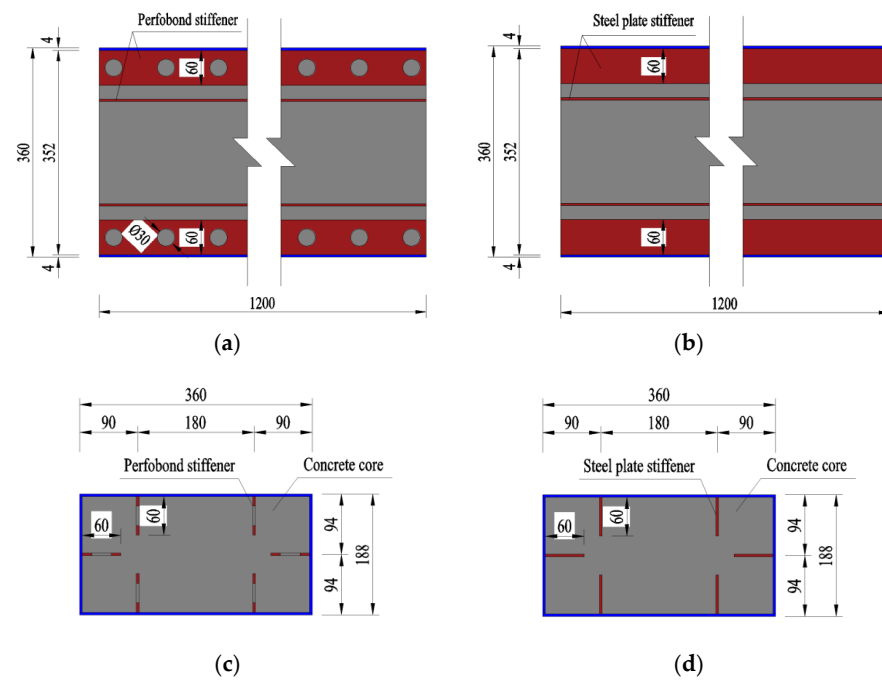 Perfobond stiffener
4
60
360
352
Ø30
60
4
1200
(a)
Steel plate stiffener
4
60
360
352
60
4
1200
(b)
360
90 180 90
Perfobond stiffener Concrete core
60 60
94
188
94
(c)
360
90 180 90
Steel plate stiffener Concrete core
60 60
94
188
94
(d)